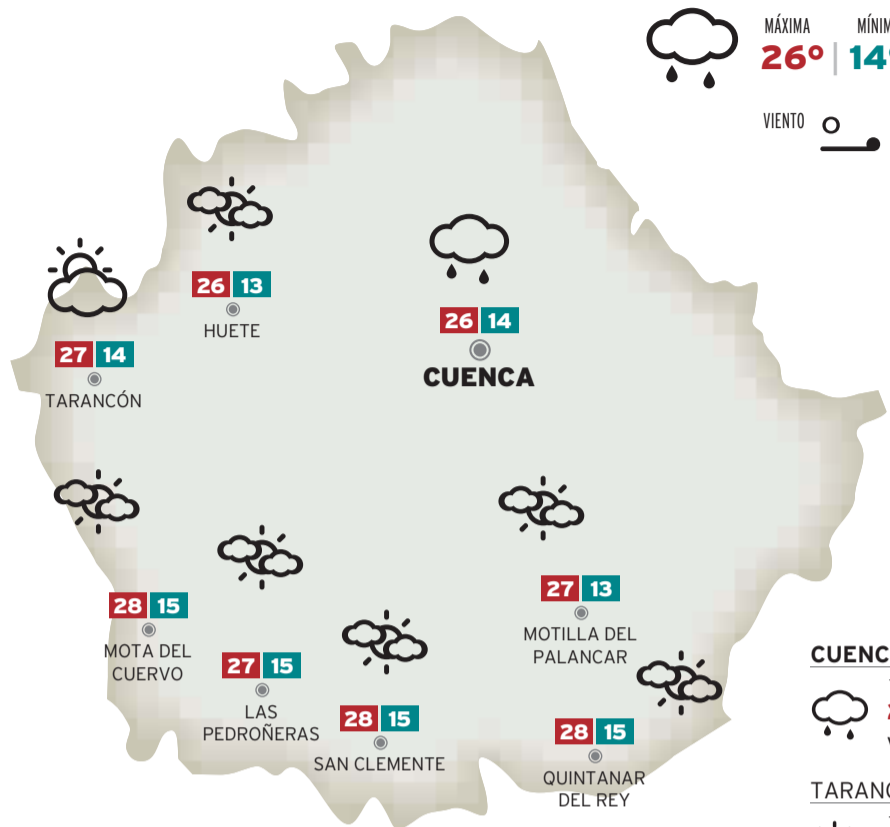 MÁXIMA
26° 14°
VIENTO
26 13
HUETE
26 14
CUENCA
27 14
TARANCÓN
28 15
MOTA DEL
CUERVO
27 15
LAS
PEDROÑERAS
28 15
SAN CLEMENTE
27 13
MOTILLA DEL
PALANCAR
28 15
QUINTANAR
DEL REY